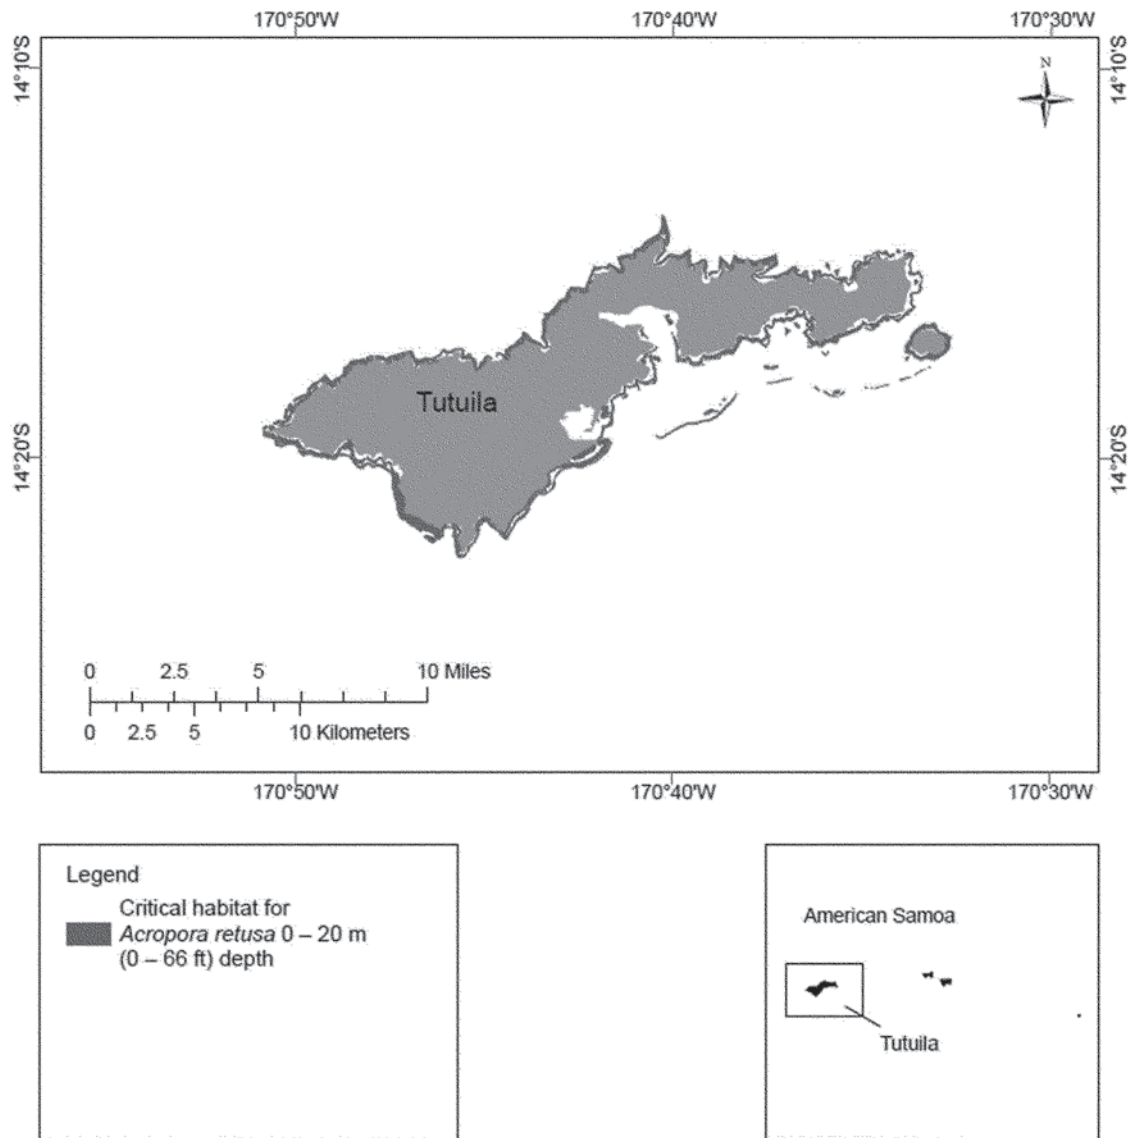 170°50'W 170°40'W 170°30'W
14°10'S 14°10'S
N
Tutuila
14°20'S 14°20'S
0 2.5 5 10 Miles
0 2.5 5 10 Kilometers
170°50'W 170°40'W 170°30'W
Legend
Critical habitat for
Acropora retusa 0 – 20 m
(0 – 66 ft) depth
American Samoa
Tutuila